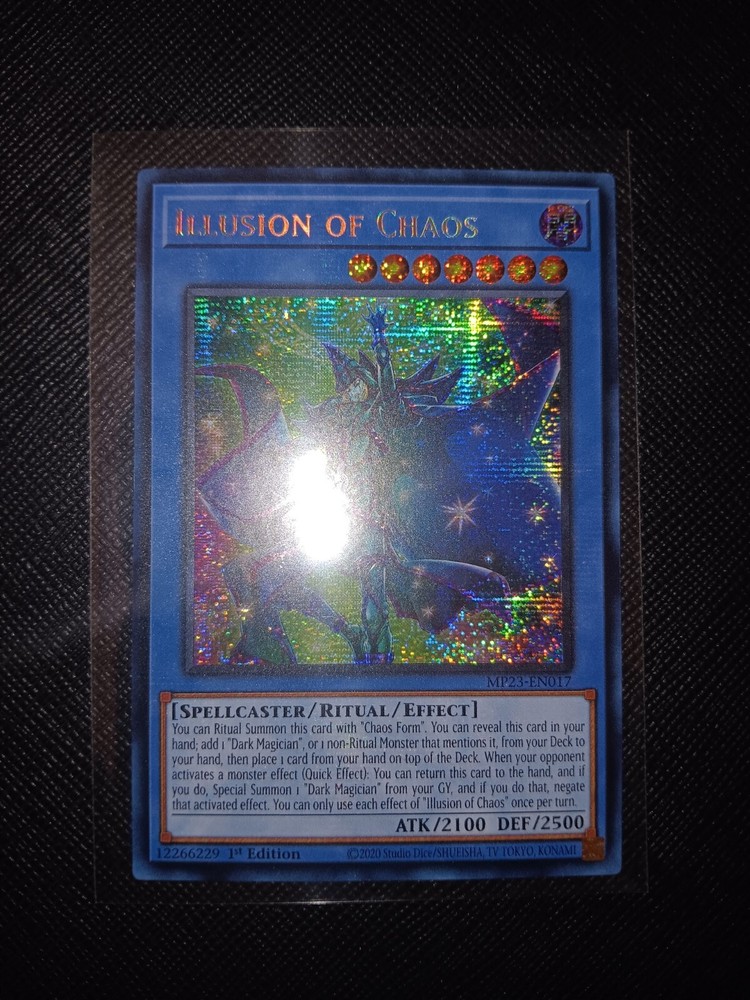 Illusion of Chaos
MP23-EN017
[Spellcaster/Ritual/Effect]
You can Ritual Summon this card with "Chaos Form". You can reveal this card in your
hand; add 1 "Dark Magician", or 1 non-Ritual Monster that mentions it, from your Deck to
your hand, then place 1 card from your hand on top of the Deck. When your opponent
activates a monster effect (Quick Effect): You can return this card to the hand, and if
you do, Special Summon 1 "Dark Magician" from your GY, and if you do that, negate
that activated effect. You can only use each effect of "Illusion of Chaos" once per turn.
ATK/2100 DEF/2500
12266229 1st Edition ©2020 Studio Dice/SHUEISHA, TV TOKYO, KONAMI